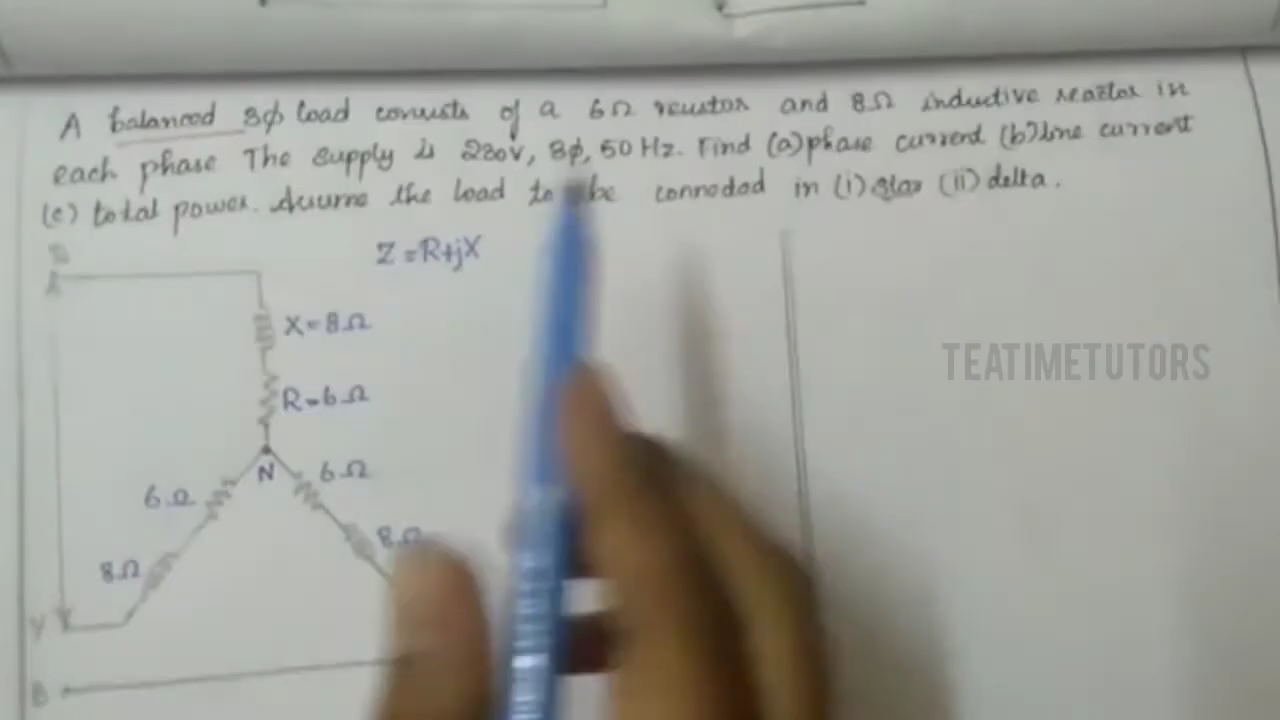 A balanced 3ϕ load consists of a 6Ω resistor and 8Ω inductive reactor in
each phase The supply is 230V, 3ϕ, 50 Hz. Find (a) phase current (b) line current
(c) total power. Assume the load to be connected in (i) star (ii) delta.
Z = R+jX
X=8Ω
R=6Ω
N
6Ω
6Ω
8Ω
8Ω
Y
B
TEATIMETUTORS